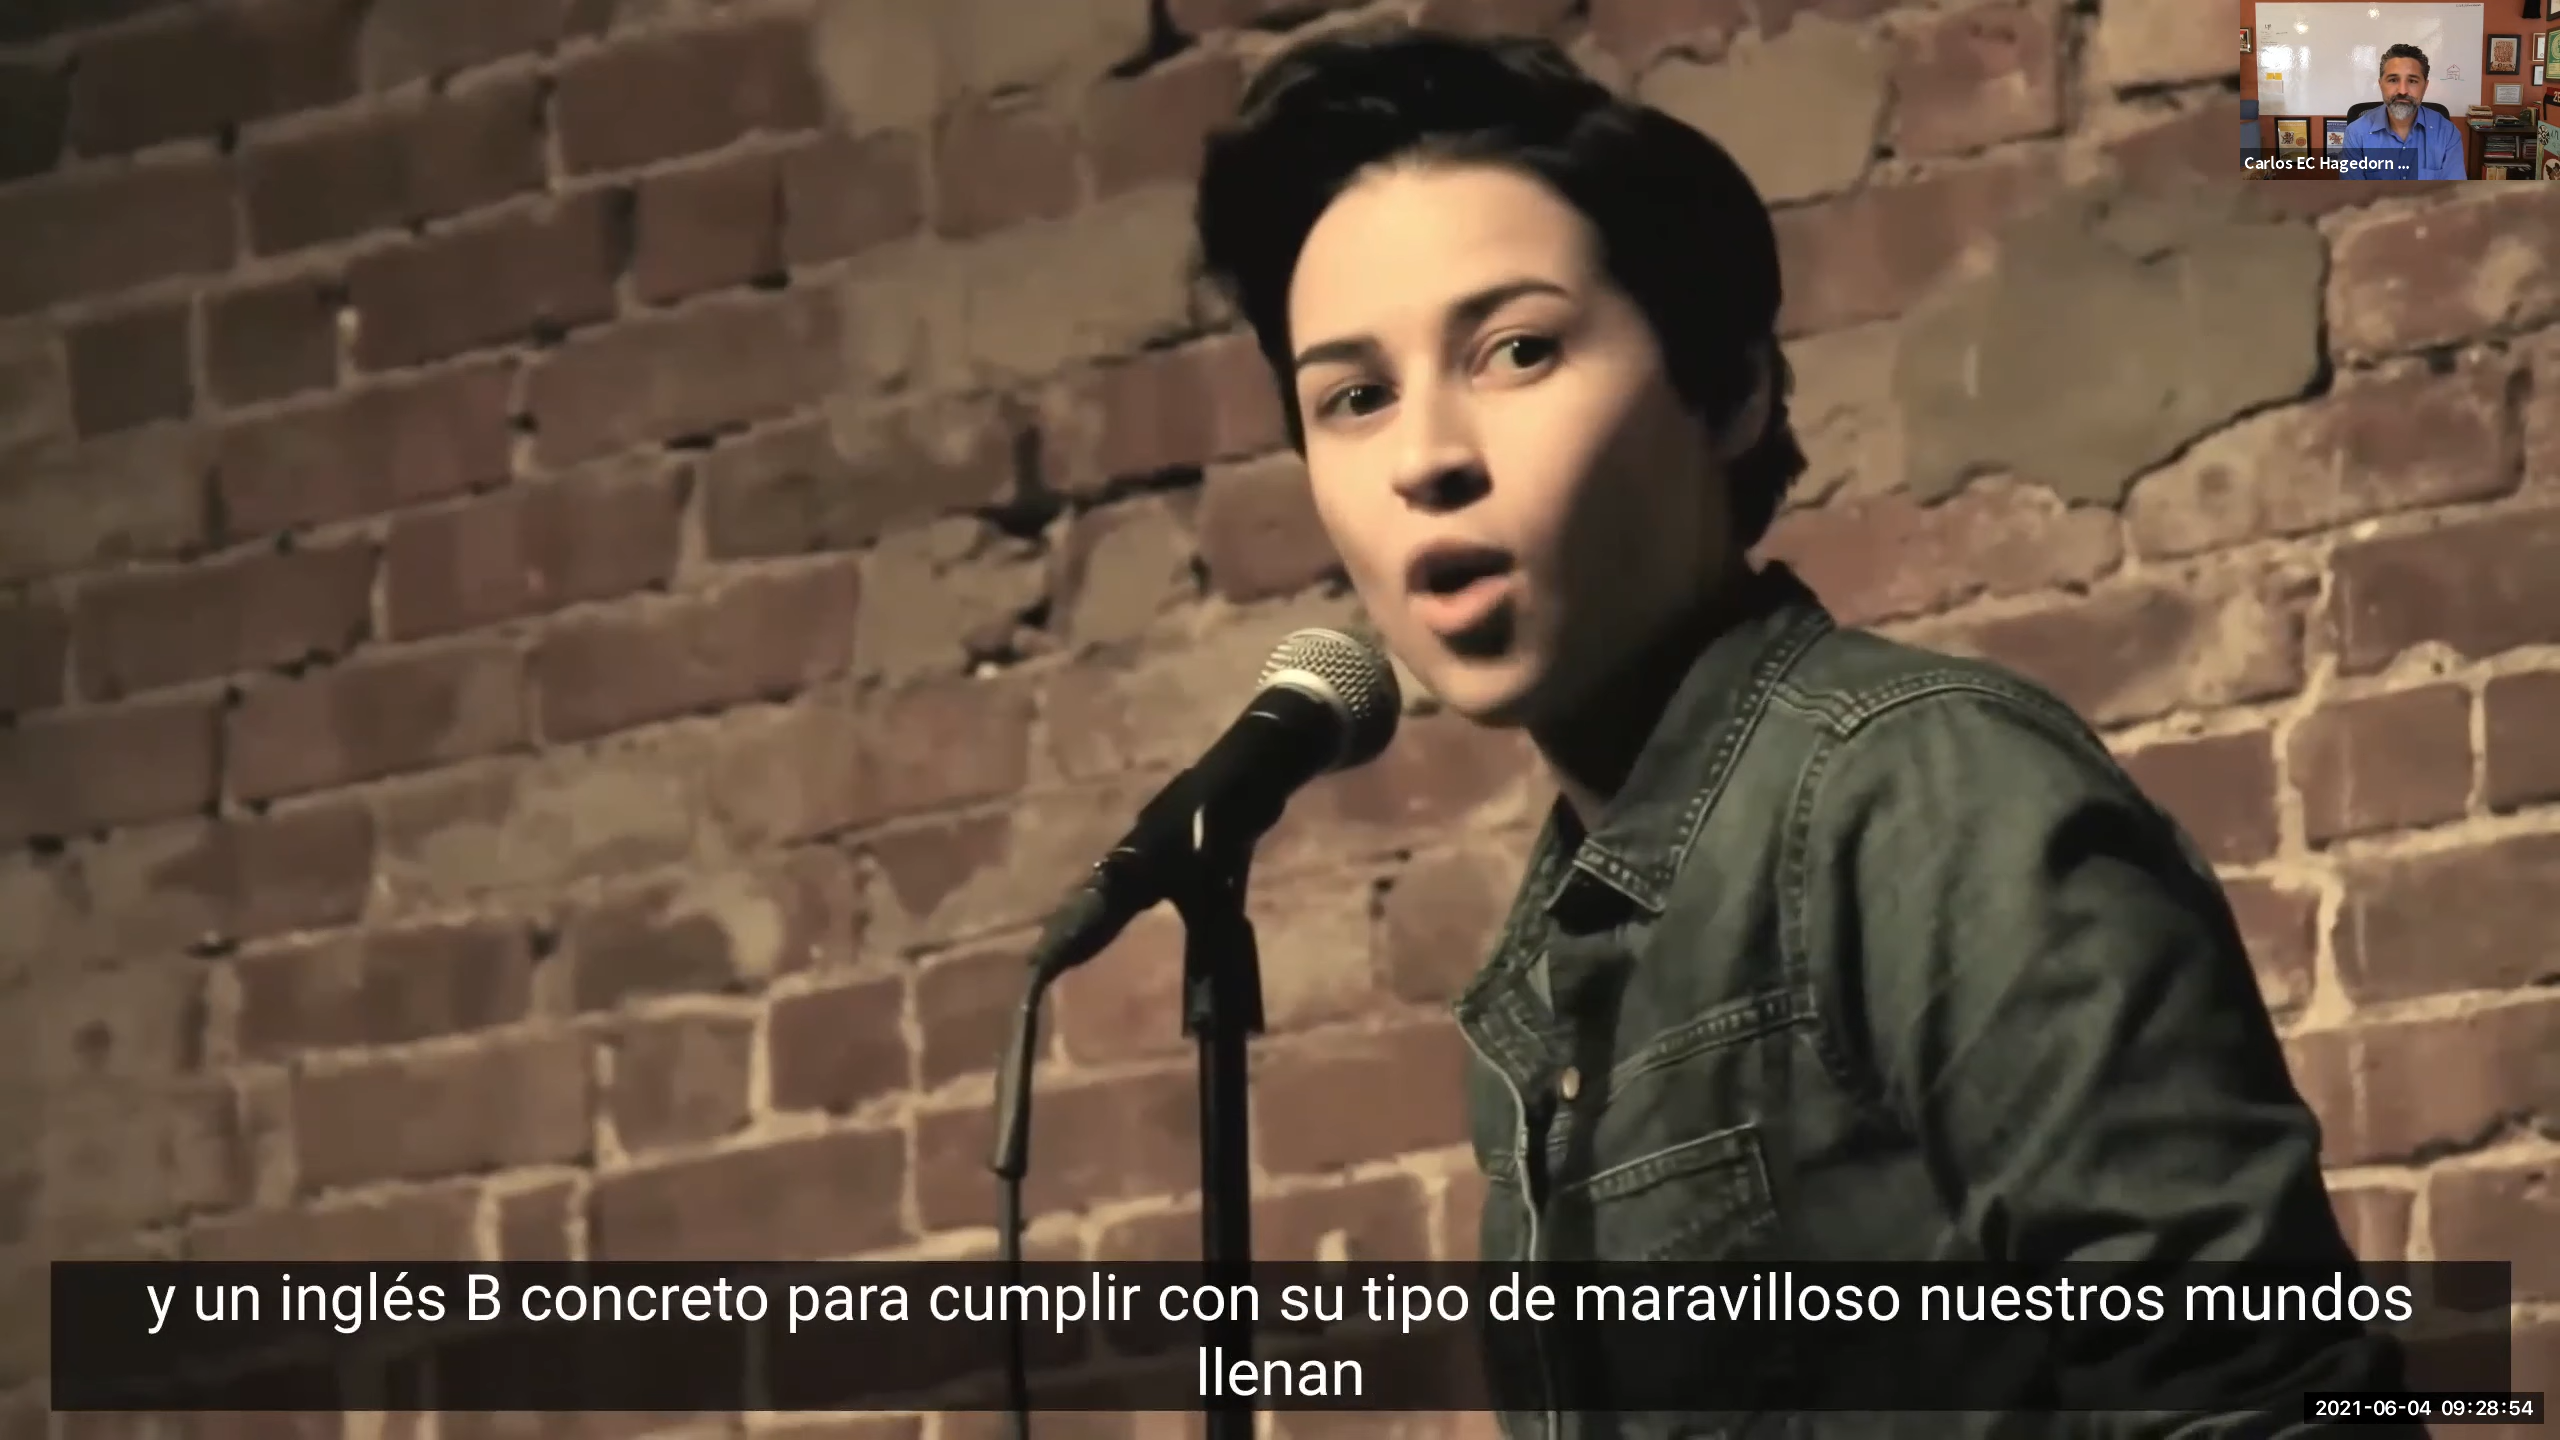 Carlos EC Hagedorn ...
y un inglés B concreto para cumplir con su tipo de maravilloso nuestros mundos
llenan
2021-06-04 09:28:54